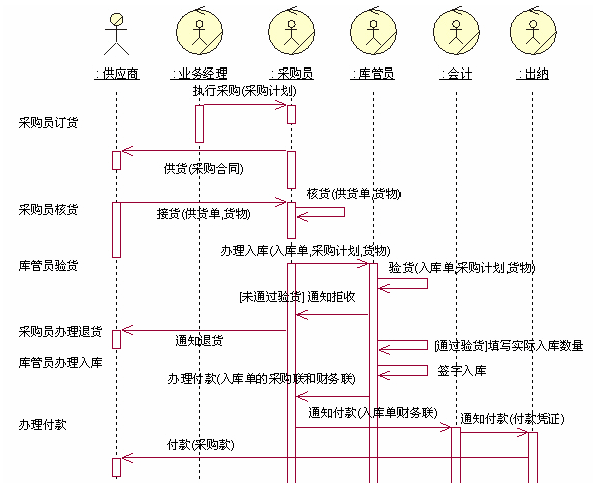 : 供应商
: 业务经理
: 采购员
: 库管员
: 会计
: 出纳
执行采购(采购计划)
采购员订货
供货(采购合同)
核货(供货单,货物)
采购员核货
接货(供货单,货物)
办理入库(入库单,采购计划,货物)
库管员验货
验货(入库单,采购计划,货物)
[未通过验货] 通知拒收
采购员办理退货
通知退货
[通过验货]填写实际入库数量
库管员办理入库
签字入库
办理付款(入库单的采购联和财务联)
通知付款(入库单财务联)
通知付款(付款凭证)
办理付款
付款(采购款)